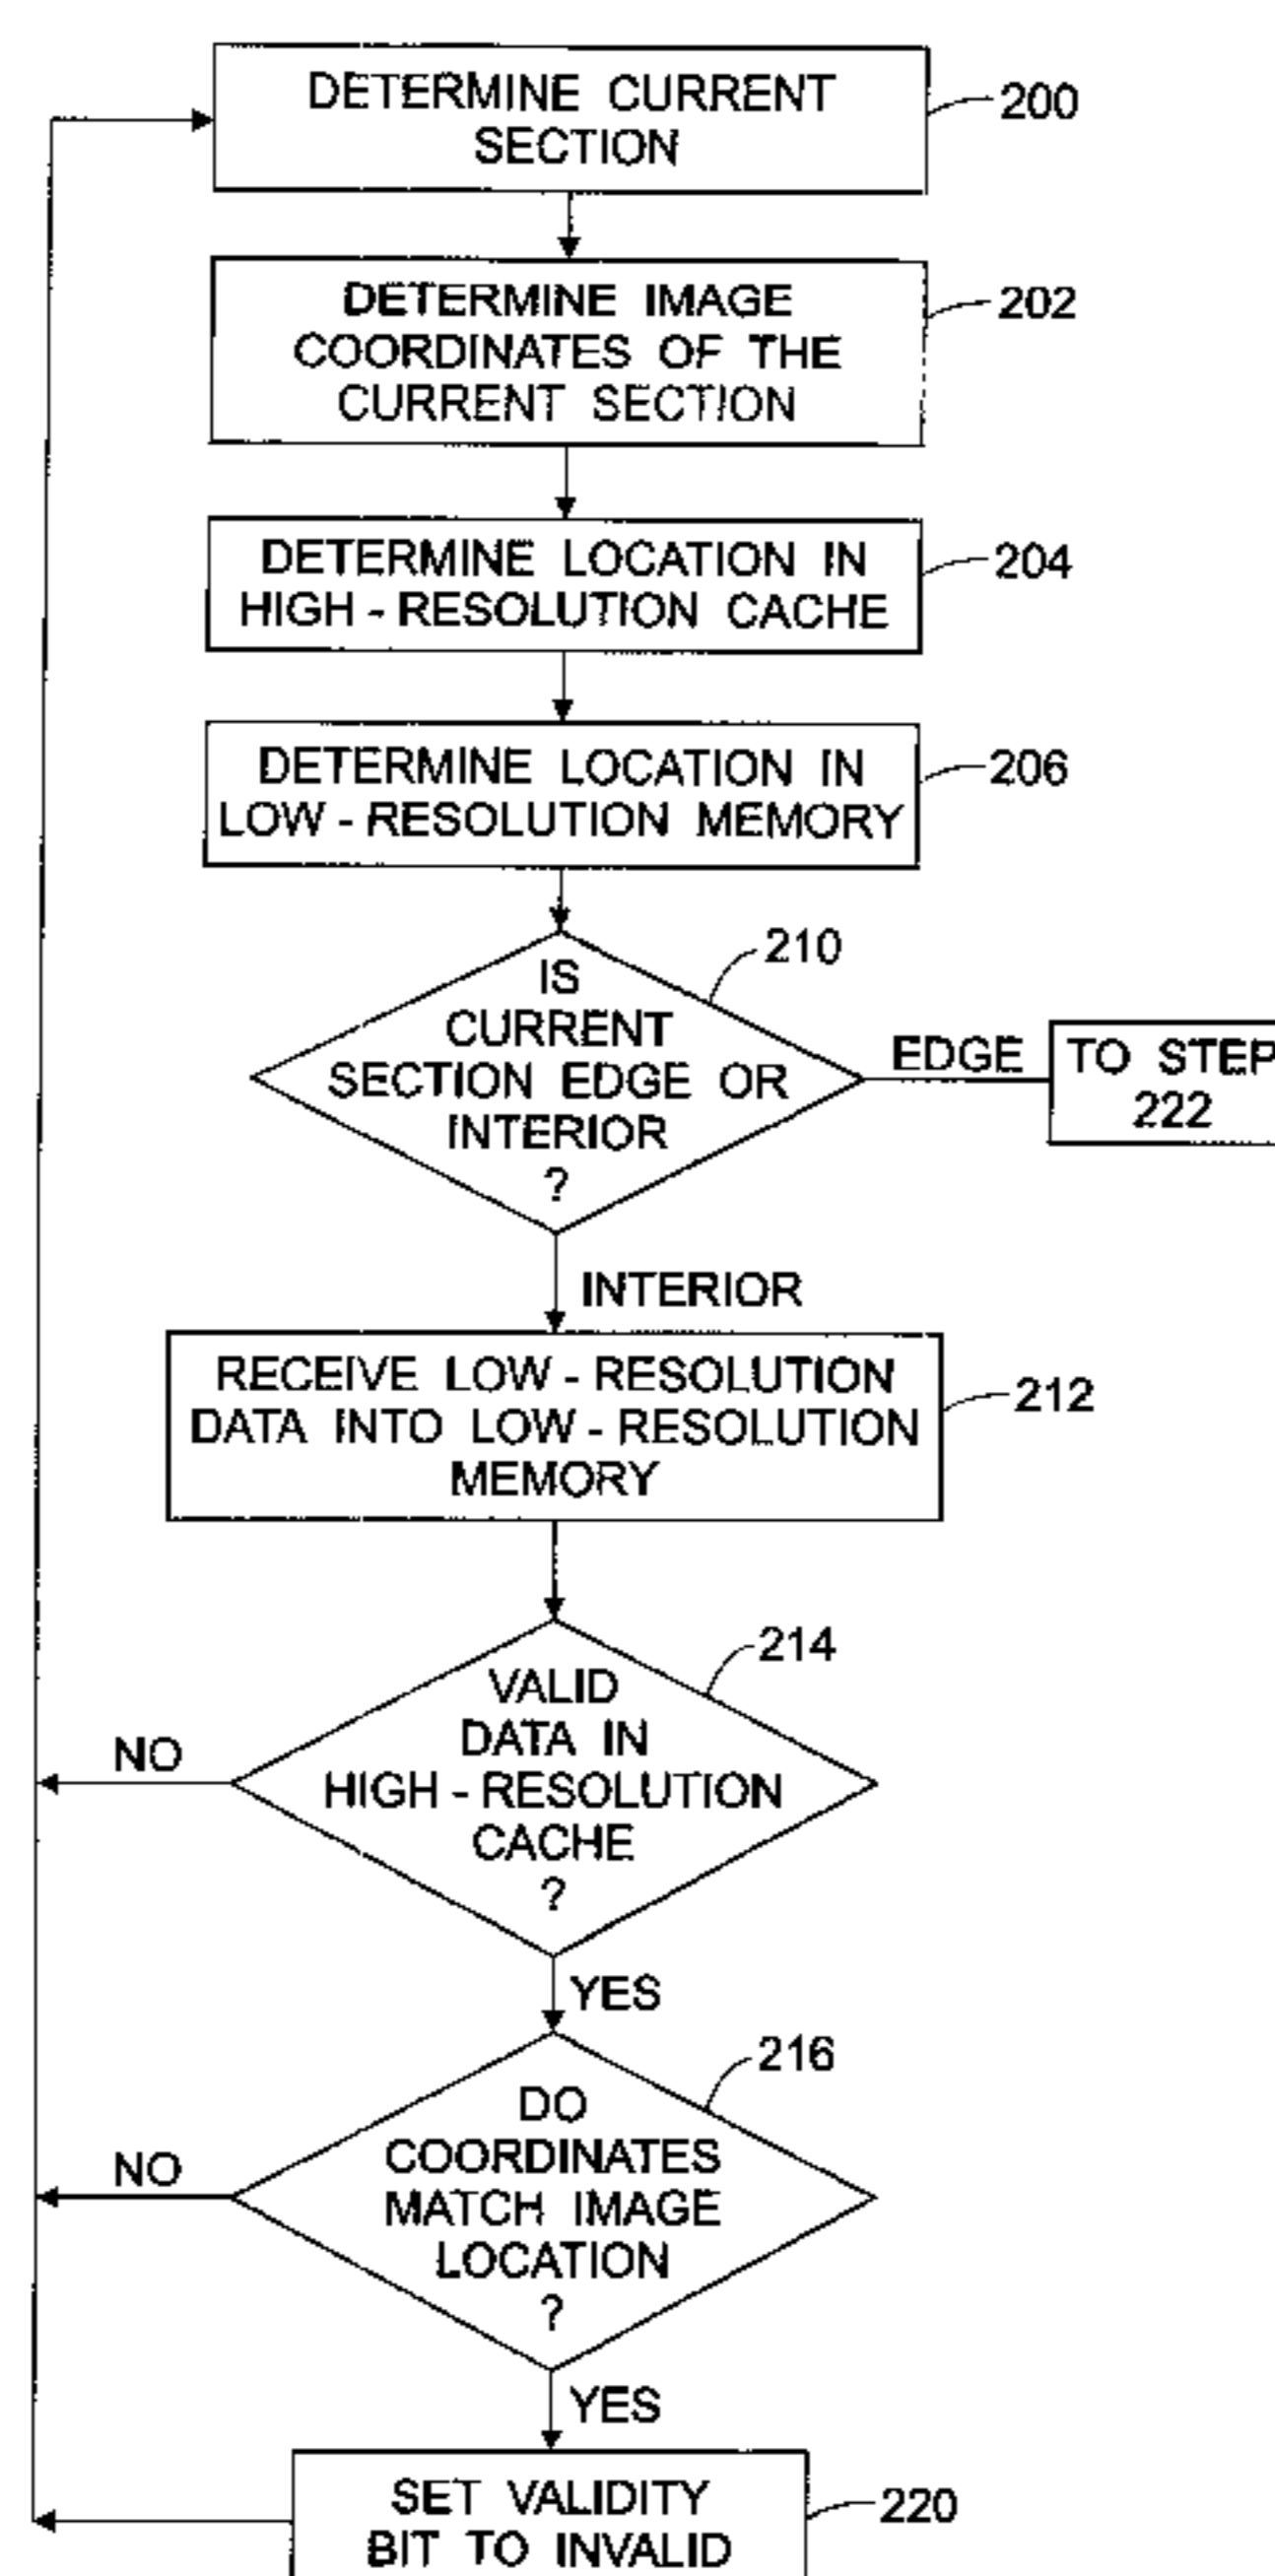 DETERMINE CURRENT
SECTION
200
DETERMINE IMAGE
COORDINATES OF THE
CURRENT SECTION
202
DETERMINE LOCATION IN
HIGH - RESOLUTION CACHE
204
DETERMINE LOCATION IN
LOW - RESOLUTION MEMORY
206
IS
CURRENT
SECTION EDGE OR
INTERIOR
?
210
EDGE
TO STEP
222
INTERIOR
RECEIVE LOW - RESOLUTION
DATA INTO LOW - RESOLUTION
MEMORY
212
VALID
DATA IN
HIGH - RESOLUTION
CACHE
?
214
NO
YES
DO
COORDINATES
MATCH IMAGE
LOCATION
?
216
NO
YES
SET VALIDITY
BIT TO INVALID
220